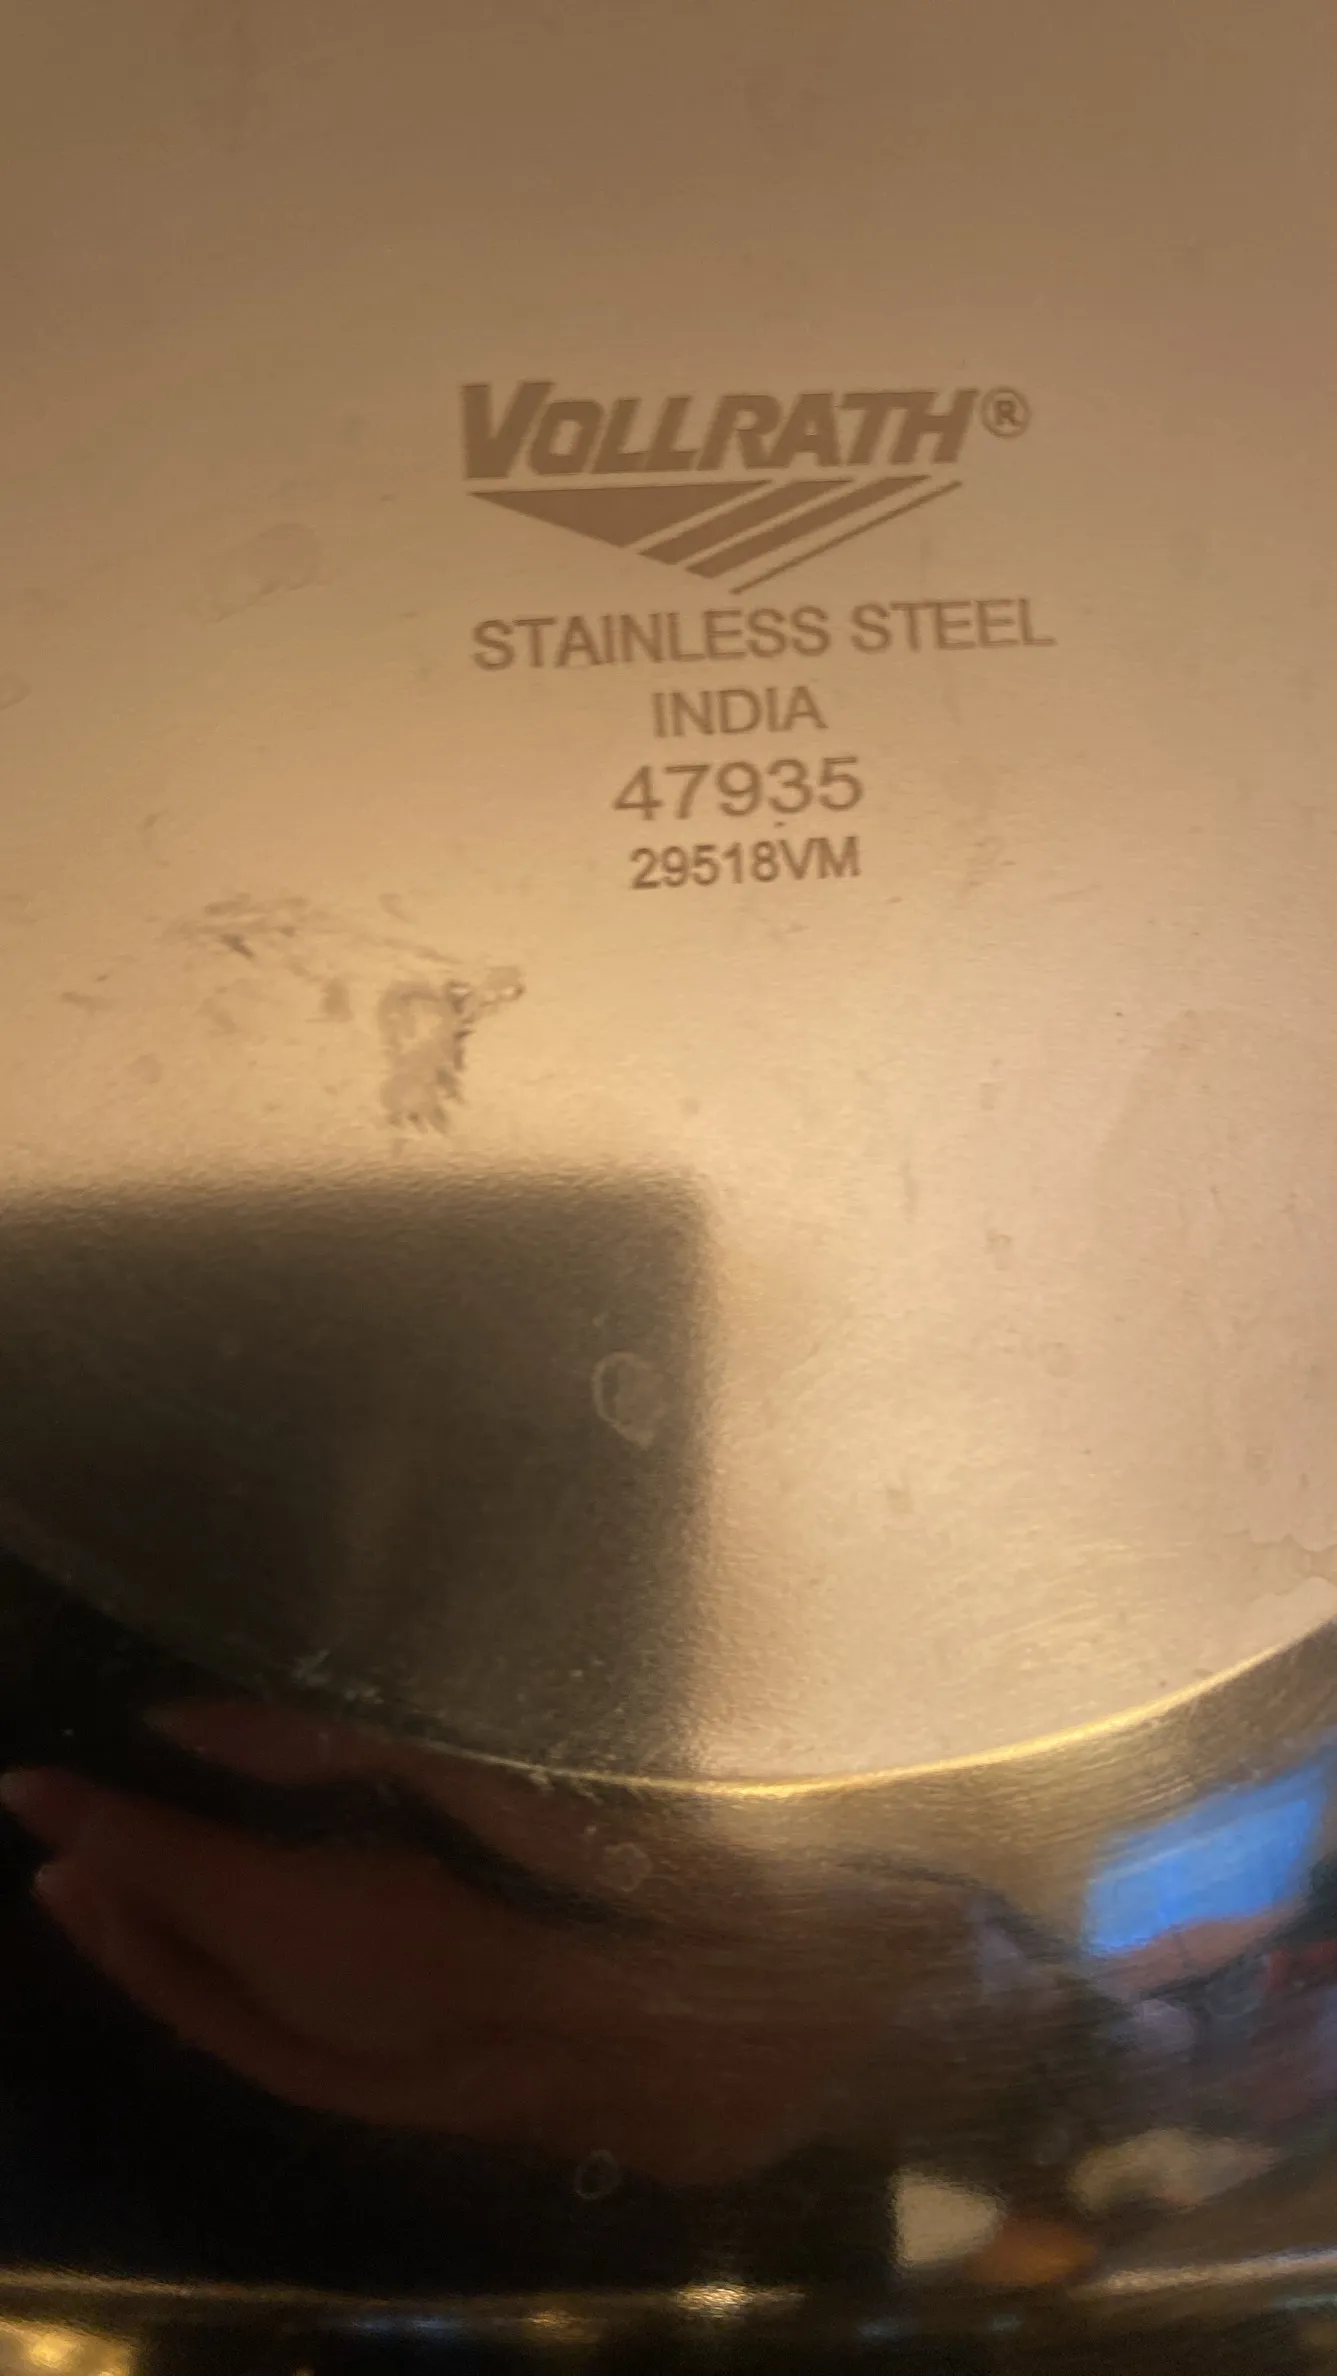 VOLLRATH®
STAINLESS STEEL
INDIA
47935
29518VM